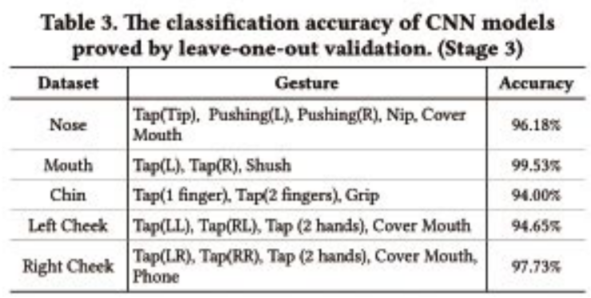 Table 3. The classification accuracy of CNN models
proved by leave-one-out validation. (Stage 3)
Dataset Gesture Accuracy
Nose Tap(Tip), Pushing(L), Pushing(R), Nip, Cover Mouth 96.18%
Mouth Tap(L), Tap(R), Shush 99.53%
Chin Tap(1 finger), Tap(2 fingers), Grip 94.00%
Left Cheek Tap(LL), Tap(RL), Tap (2 hands), Cover Mouth 94.65%
Right Cheek Tap(LR), Tap(RR), Tap (2 hands), Cover Mouth, Phone 97.73%